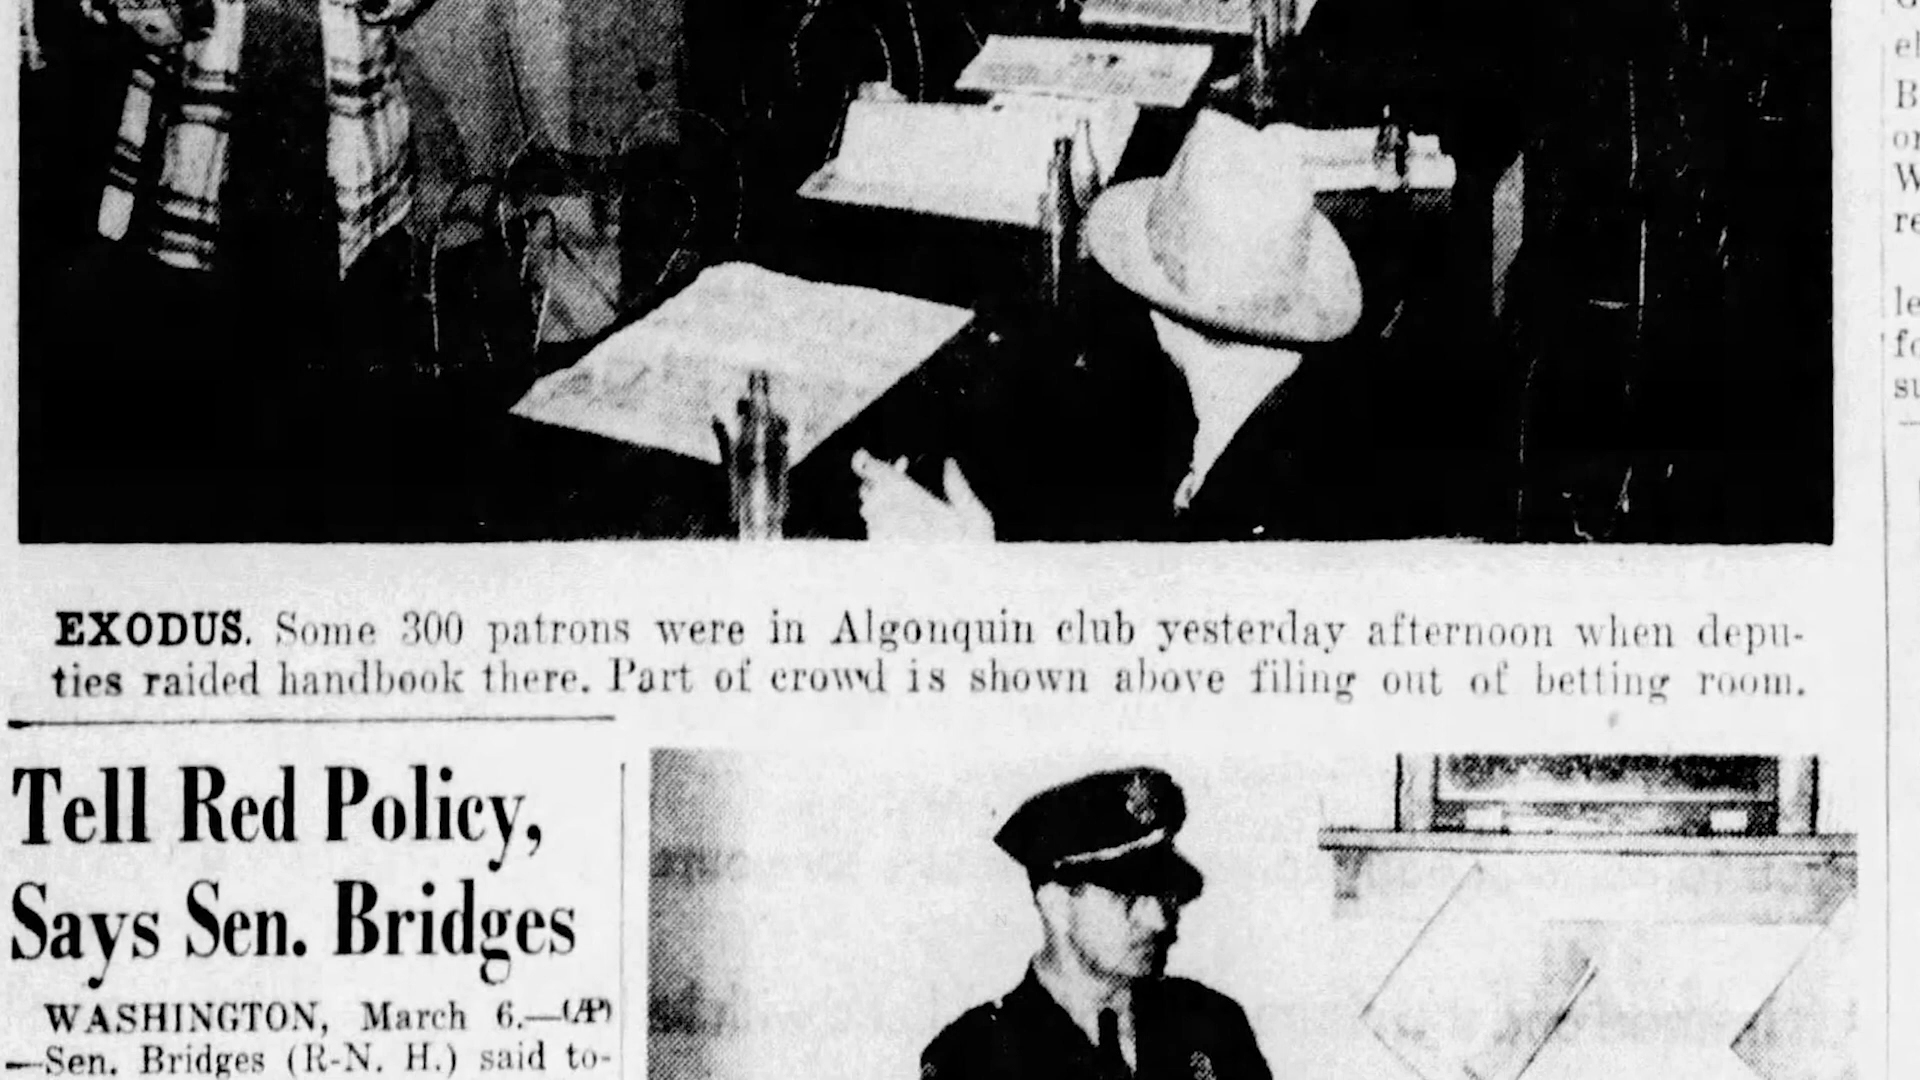 EXODUS. Some 300 patrons were in Algonquin club yesterday afternoon when depu-
ties raided handbook there. Part of crowd is shown above filing out of betting room.
Tell Red Policy,
Says Sen. Bridges
WASHINGTON, March 6.—(AP)
—Sen. Bridges (R-N. H.) said to-